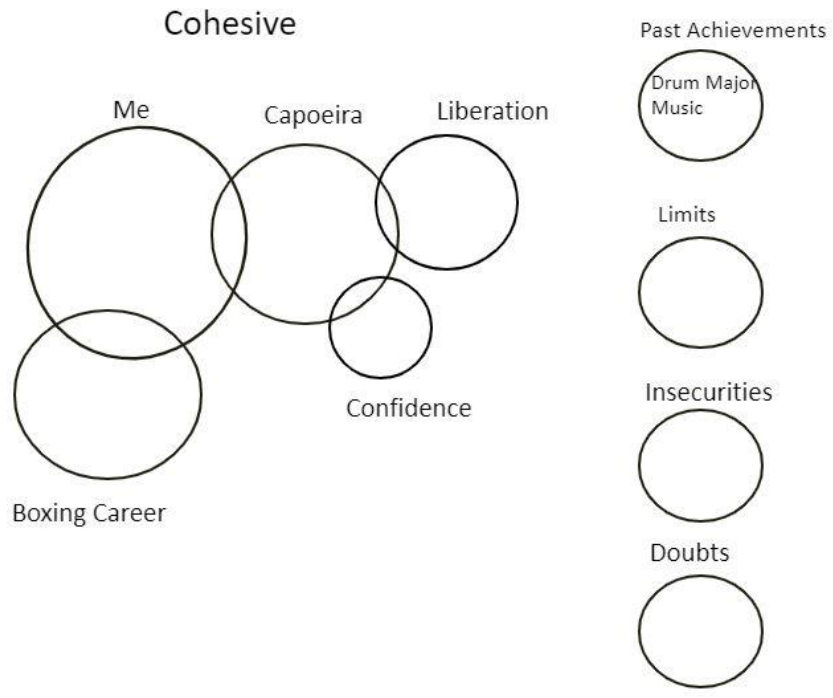 Cohesive
Me
Capoeira
Liberation
Confidence
Boxing Career
Past Achievements
Drum Major
Music
Limits
Insecurities
Doubts